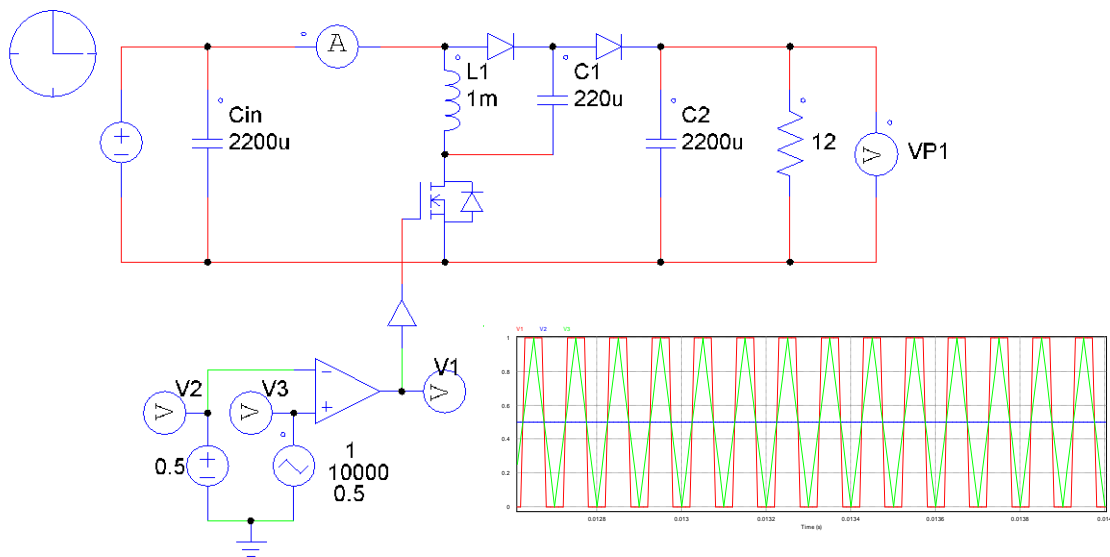 A
L1
1m
C1
220u
Cin
2200u
C2
2200u
12
V
VP1
V1
V
V2
V
V3
V
0.5
1
10000
0.5
V1 V2 V3
1
0.8
0.6
0.4
0.2
0
0.0128 0.013 0.0132 0.0134 0.0136 0.0138 0.014
Time (s)